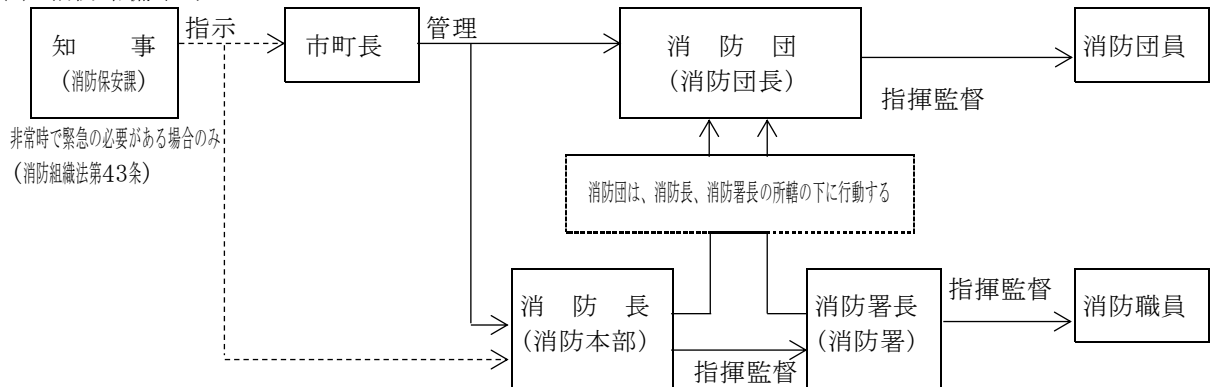 知　事
(消防保安課)
指示
市町長
管理
消　防　団
(消防団長)
指揮監督
消防団員
非常時で緊急の必要がある場合のみ
(消防組織法第43条)
消防団は、消防長、消防署長の所轄の下に行動する
消　防　長
(消防本部)
指揮監督
消防署長
(消防署)
指揮監督
消防職員